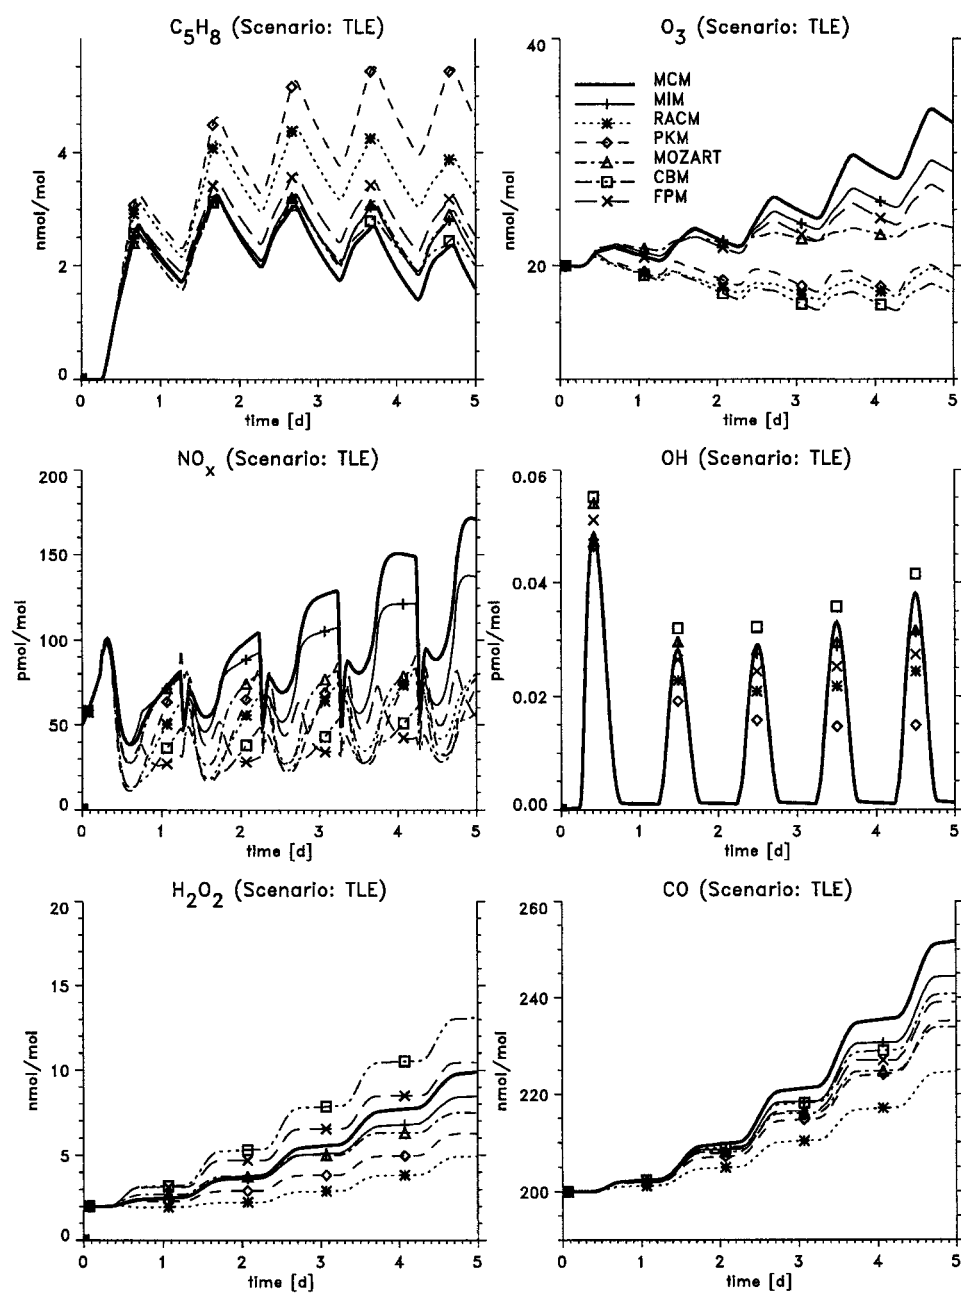 C5H8 (Scenario: TLE)
nmol/mol
4
2
0
0 1 2 3 4 5
time [d]
O3 (Scenario: TLE)
nmol/mol
40
20
MCM
MIM
RACM
PKM
MOZART
CBM
FPM
0 1 2 3 4 5
time [d]
NOx (Scenario: TLE)
pmol/mol
200
150
100
50
0
0 1 2 3 4 5
time [d]
OH (Scenario: TLE)
pmol/mol
0.06
0.04
0.02
0.00
0 1 2 3 4 5
time [d]
H2O2 (Scenario: TLE)
nmol/mol
20
15
10
5
0
0 1 2 3 4 5
time [d]
CO (Scenario: TLE)
nmol/mol
260
240
220
200
0 1 2 3 4 5
time [d]